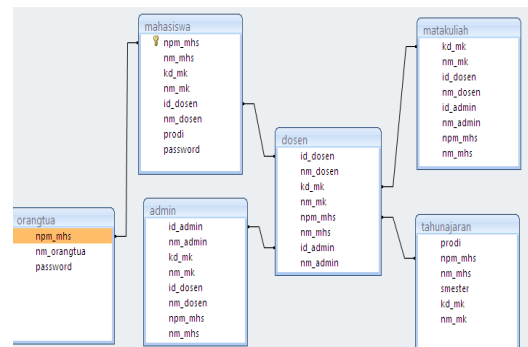 mahasiswa
npm_mhs
nm_mhs
kd_mk
nm_mk
id_dosen
nm_dosen
prodi
password
matakuliah
kd_mk
nm_mk
id_dosen
nm_dosen
id_admin
nm_admin
npm_mhs
nm_mhs
dosen
id_dosen
nm_dosen
kd_mk
nm_mk
npm_mhs
nm_mhs
id_admin
nm_admin
orangtua
npm_mhs
nm_orangtua
password
admin
id_admin
nm_admin
kd_mk
nm_mk
id_dosen
nm_dosen
npm_mhs
nm_mhs
tahunajaran
prodi
npm_mhs
nm_mhs
smester
kd_mk
nm_mk